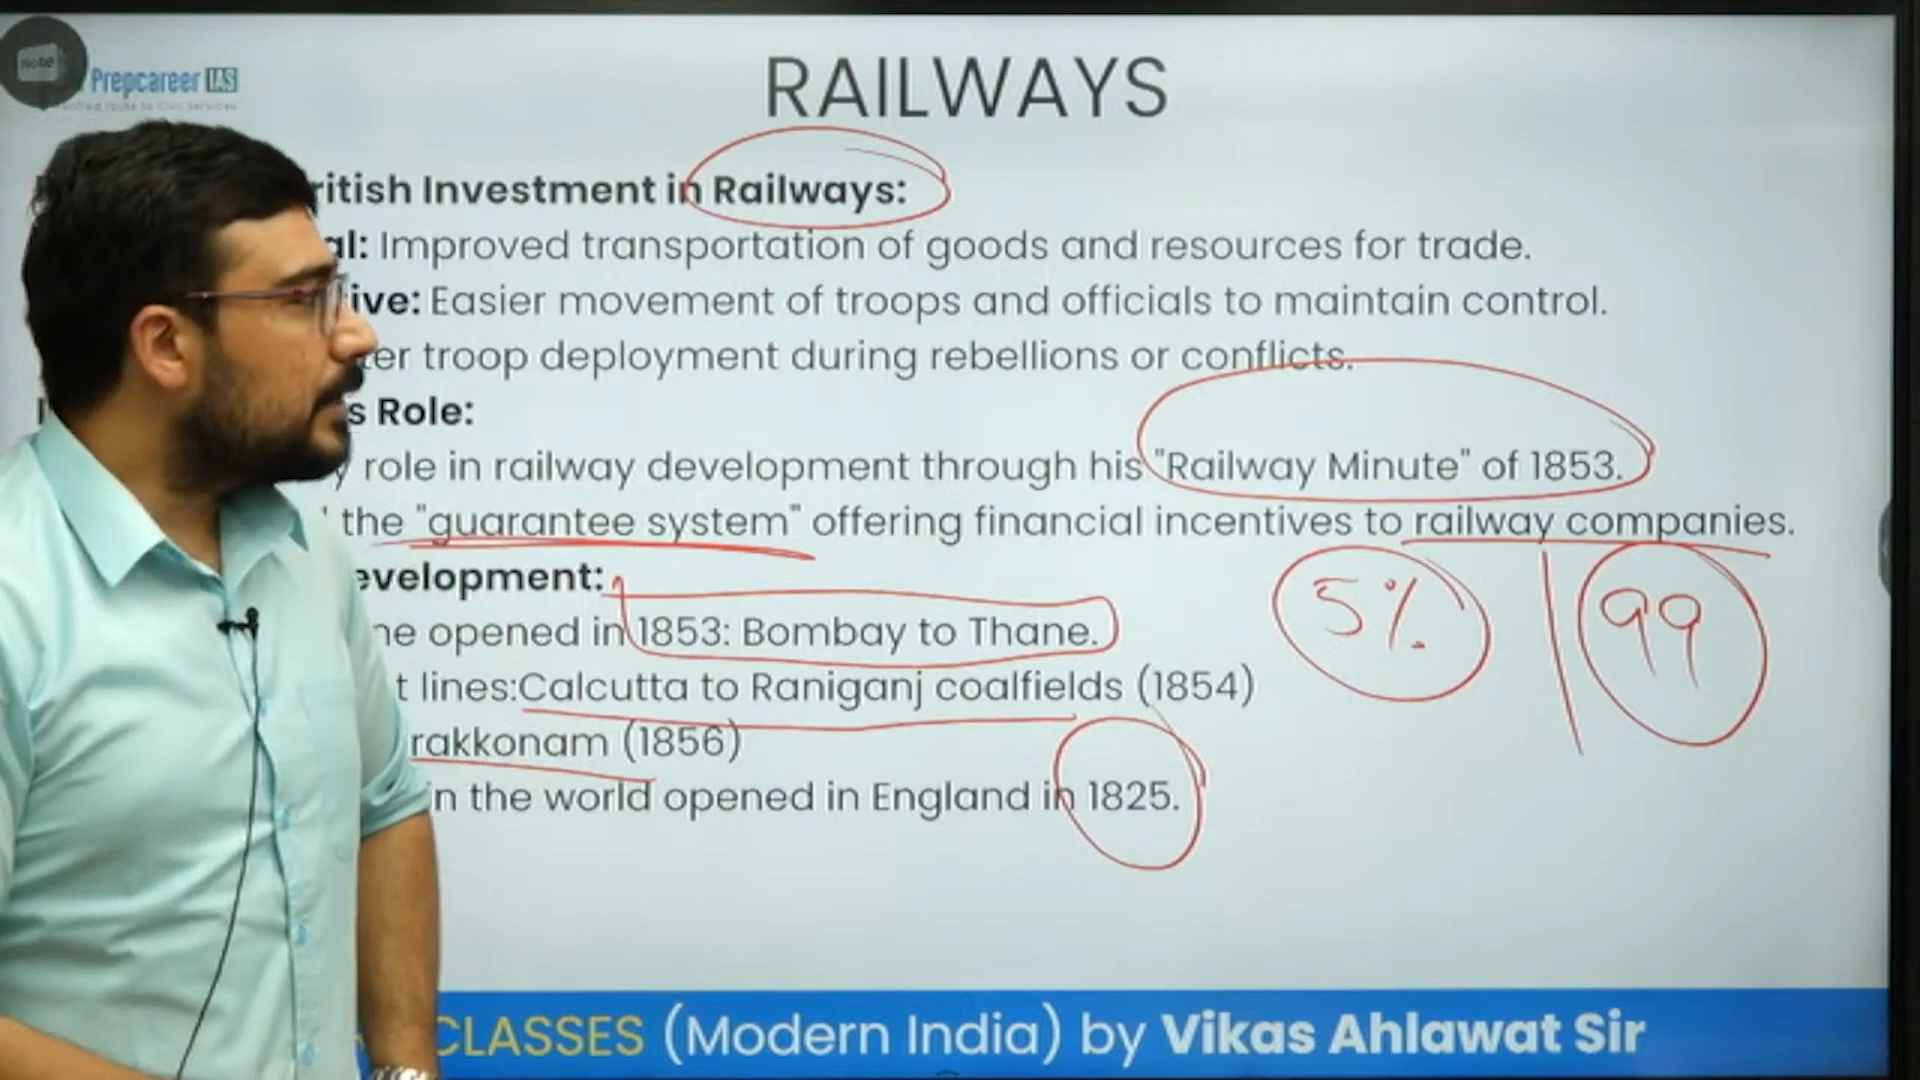 Note
Prepcareer IAS
RAILWAYS
ritish Investment in Railways:
al: Improved transportation of goods and resources for trade.
ive: Easier movement of troops and officials to maintain control.
er troop deployment during rebellions or conflicts.
s Role:
y role in railway development through his "Railway Minute" of 1853.
the "guarantee system" offering financial incentives to railway companies.
evelopment:
ne opened in 1853: Bombay to Thane.
5% | 99
t lines:Calcutta to Raniganj coalfields (1854)
rakkonam (1856)
in the world opened in England in 1825.
CLASSES (Modern India) by Vikas Ahlawat Sir